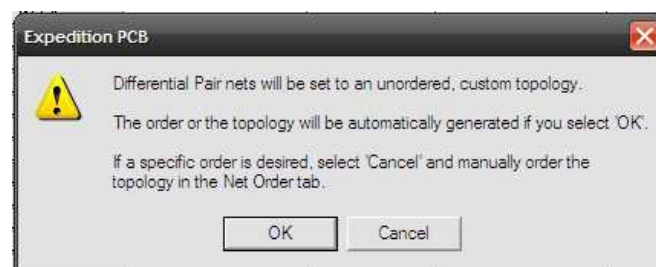 Expedition PCB
Differential Pair nets will be set to an unordered, custom topology.
The order or the topology will be automatically generated if you select 'OK'.
If a specific order is desired, select 'Cancel' and manually order the
topology in the Net Order tab.
OK
Cancel